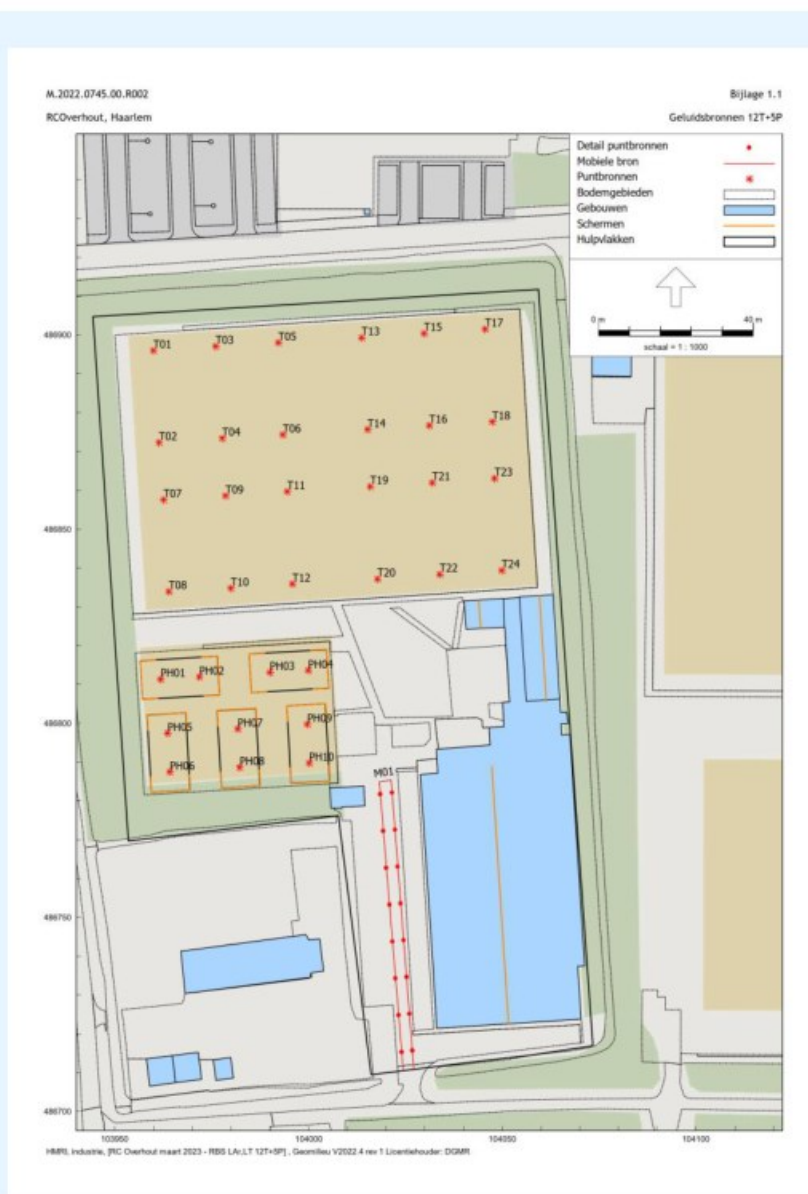 M.2022.0745.00.R002
Bijlage 1.1
RCOverhout, Haarlem
Geluidsbronnen 12T+5P
Detail puntbronnen
Mobiele bron
Puntbronnen
Bodemgebieden
Gebouwen
Schermen
Hulpvlakken
0 m 40 m
schaal = 1 : 1000
486900
T01 T03 T05 T13 T15 T17
T02 T04 T06 T14 T16 T18
T07 T09 T11 T19 T21 T23
486850
T08 T10 T12 T20 T22 T24
PH01 PH02 PH03 PH04
486800
PH05 PH07 PH09
PH06 PH08 PH10
M01
486750
486700
103950 104000 104050 104100
HMRI, Industrie, [RC Overhout maart 2023 - RBS LAr,LT 12T+5P] , Geomilieu V2022.4 rev 1 Licentiehouder: DGMR